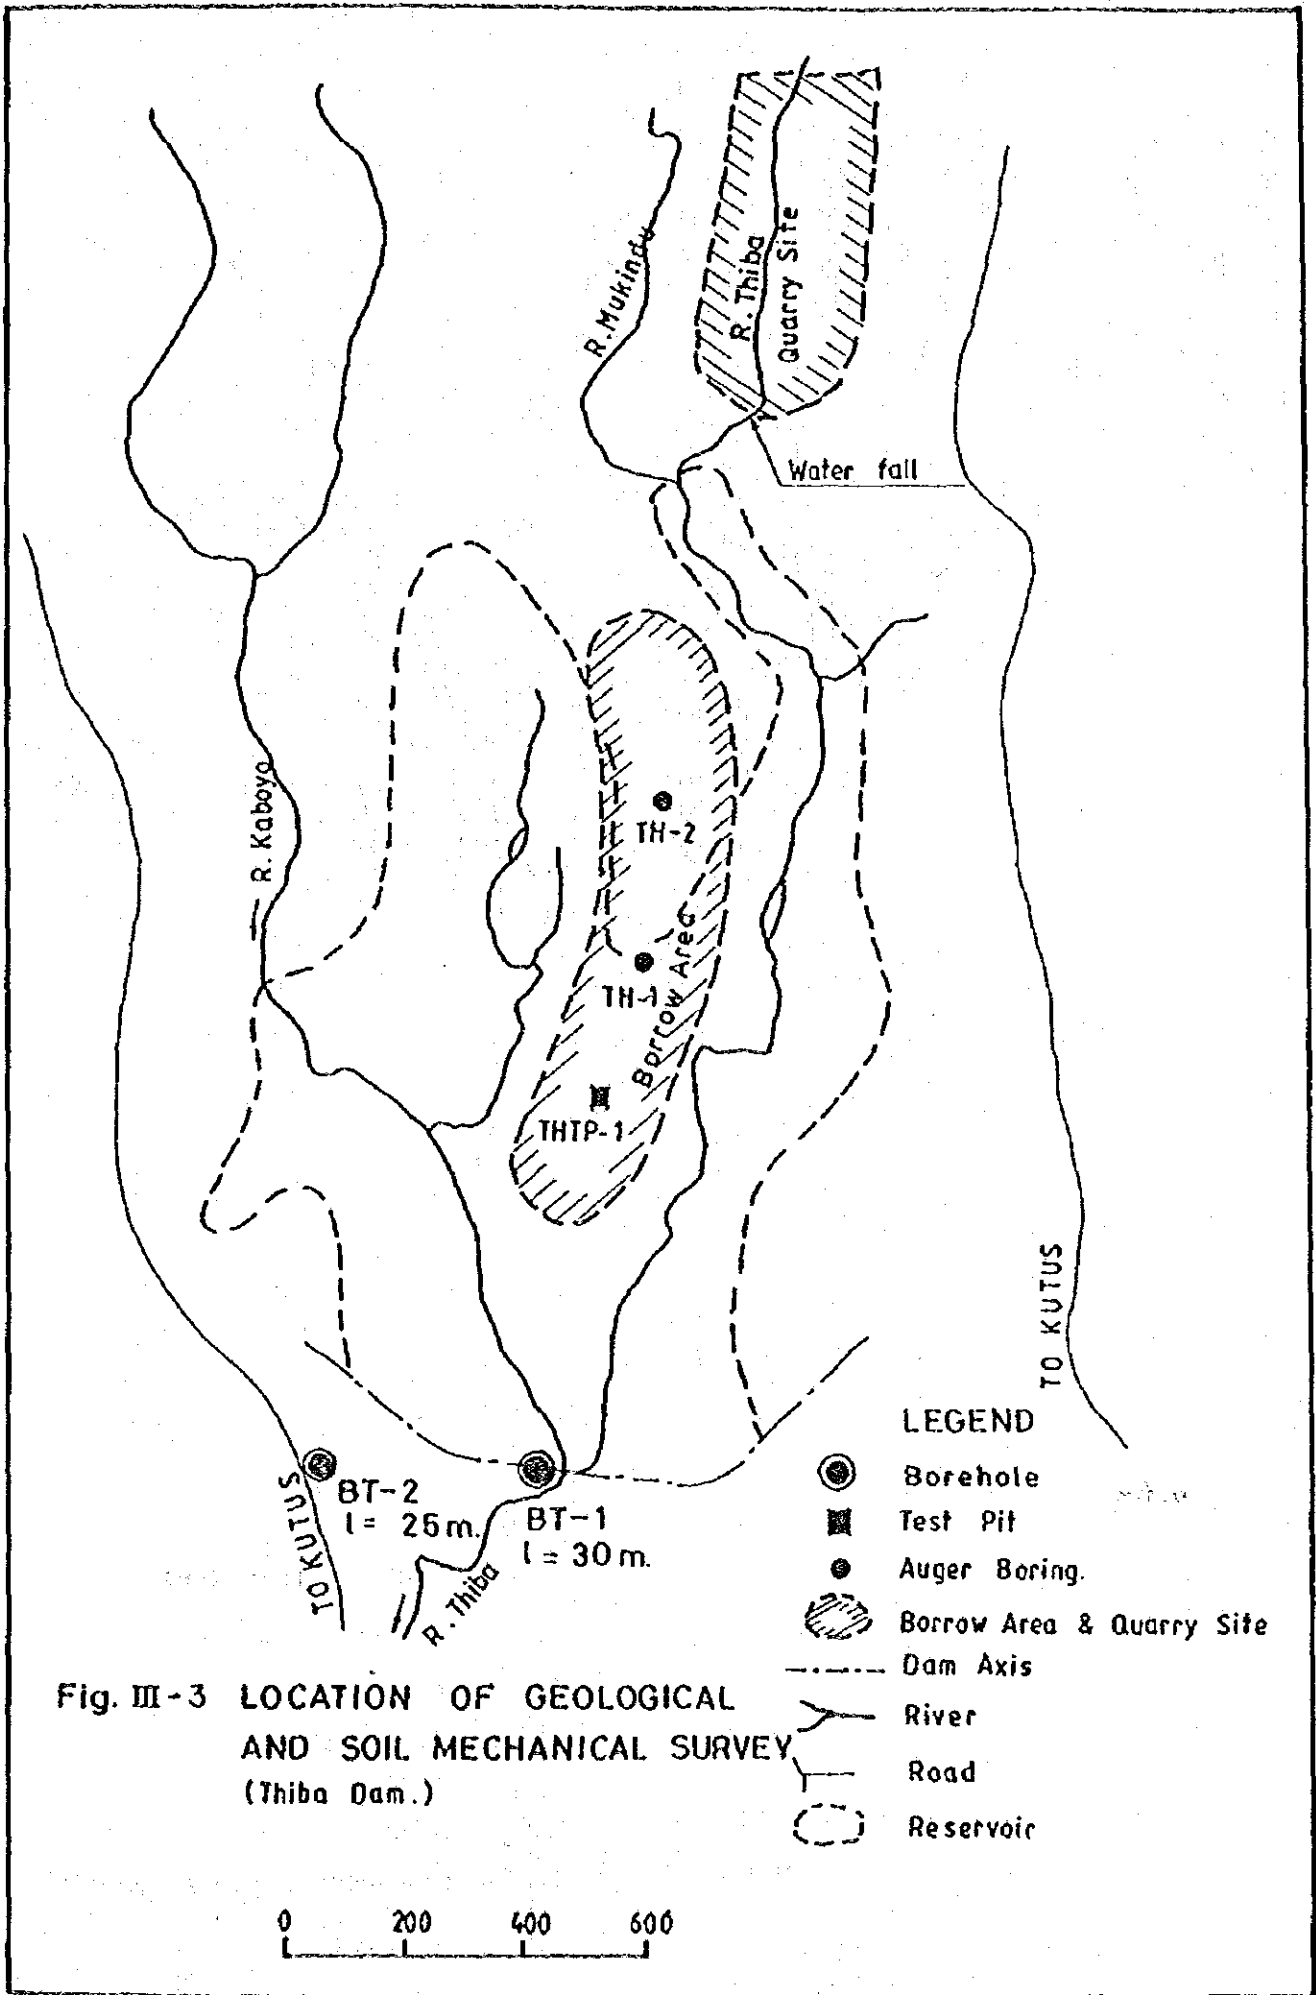 R. Mukindu
R. Thiba
Quarry Site
Water fall
R. Kaboyo
TH-2
TH-1
Borrow Area
THTP-1
TO KUTUS
LEGEND
Borehole
Test Pit
Auger Boring.
Borrow Area & Quarry Site
Dam Axis
River
Road
Reservoir
BT-2
l = 25 m.
BT-1
l = 30 m.
TO KUTUS
R. Thiba
Fig. III-3 LOCATION OF GEOLOGICAL
AND SOIL MECHANICAL SURVEY
(Thiba Dam.)
0 200 400 600